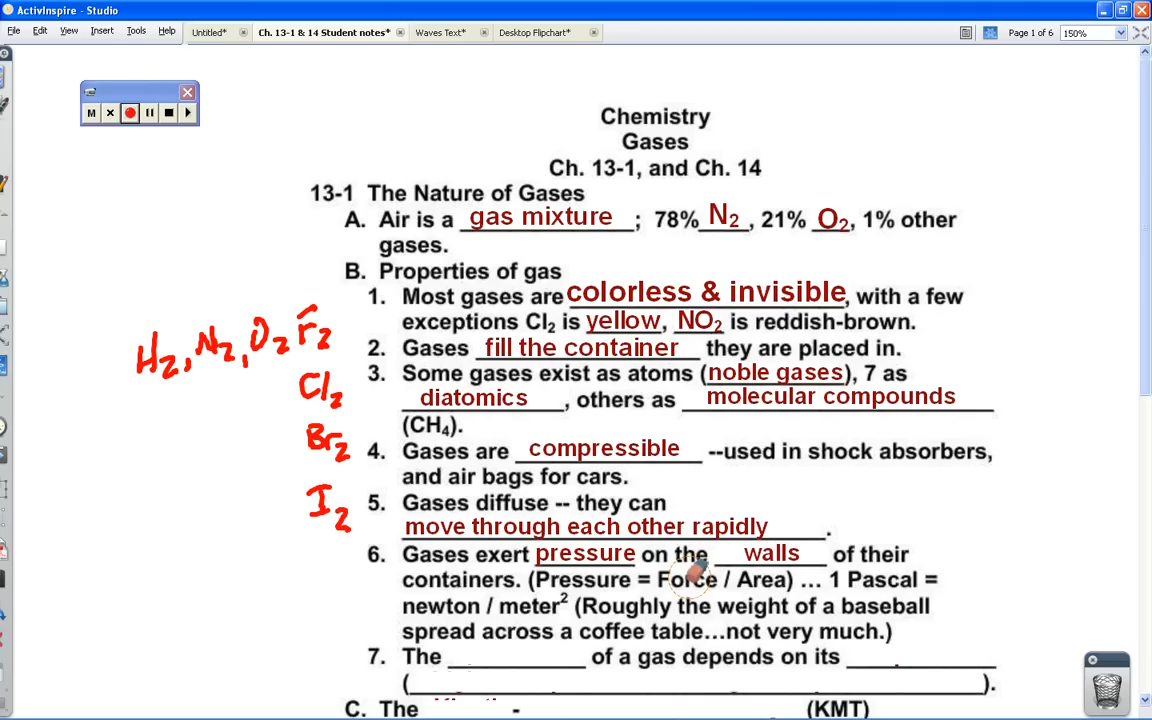 ActivInspire - Studio
File Edit View Insert Tools Help Untitled* Ch. 13-1 & 14 Student notes* Waves Text* Desktop Flipchart* Page 1 of 6 150%
M
Chemistry
Gases
Ch. 13-1, and Ch. 14
13-1 The Nature of Gases
A. Air is a gas mixture ; 78% N₂ , 21% O₂ , 1% other
gases.
B. Properties of gas
1. Most gases are colorless & invisible , with a few
exceptions Cl₂ is yellow , NO₂ is reddish-brown.
2. Gases fill the container they are placed in.
3. Some gases exist as atoms (noble gases), 7 as
diatomics , others as molecular compounds
(CH₄).
4. Gases are compressible --used in shock absorbers,
and air bags for cars.
5. Gases diffuse -- they can
move through each other rapidly .
6. Gases exert pressure on the walls of their
containers. (Pressure = Force / Area) ... 1 Pascal =
newton / meter² (Roughly the weight of a baseball
spread across a coffee table...not very much.)
7. The of a gas depends on its
( ).
C. The - (KMT)
H₂, N₂, O₂ F₂
Cl₂
Br₂
I₂